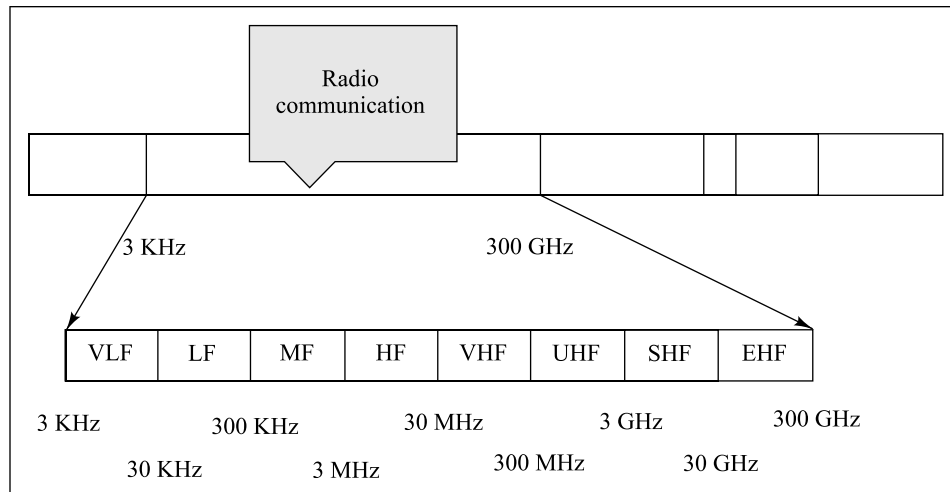 Radio
communication
3 KHz 300 GHz
VLF LF MF HF VHF UHF SHF EHF
3 KHz 300 KHz 30 MHz 3 GHz 300 GHz
30 KHz 3 MHz 300 MHz 30 GHz